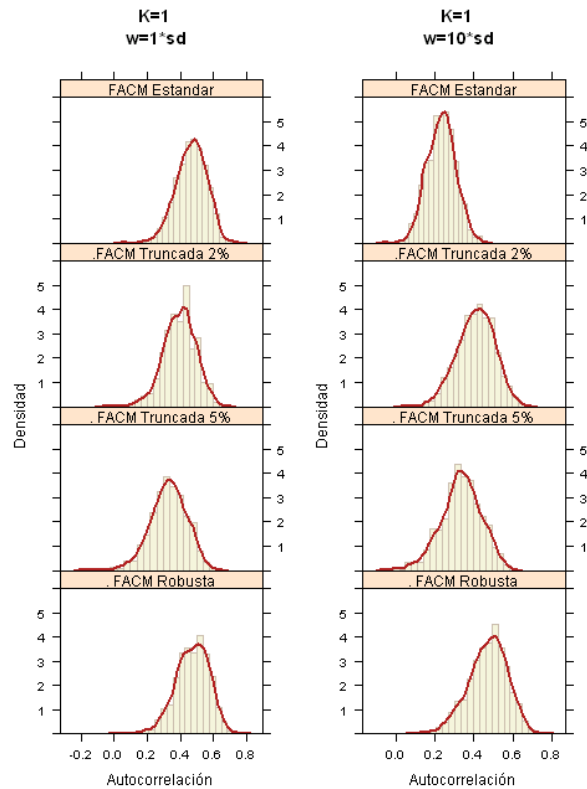 K=1
w=1*sd
K=1
w=10*sd
FACM Estandar
FACM Estandar
5
4
3
2
1
5
4
3
2
1
.FACM Truncada 2%
.FACM Truncada 2%
5
4
3
2
1
5
4
3
2
1
. FACM Truncada 5%
. FACM Truncada 5%
5
4
3
2
1
5
4
3
2
1
. FACM Robusta
. FACM Robusta
5
4
3
2
1
5
4
3
2
1
Densidad
Densidad
-0.2 0.0 0.2 0.4 0.6 0.8
0.0 0.2 0.4 0.6 0.8
Autocorrelación
Autocorrelación